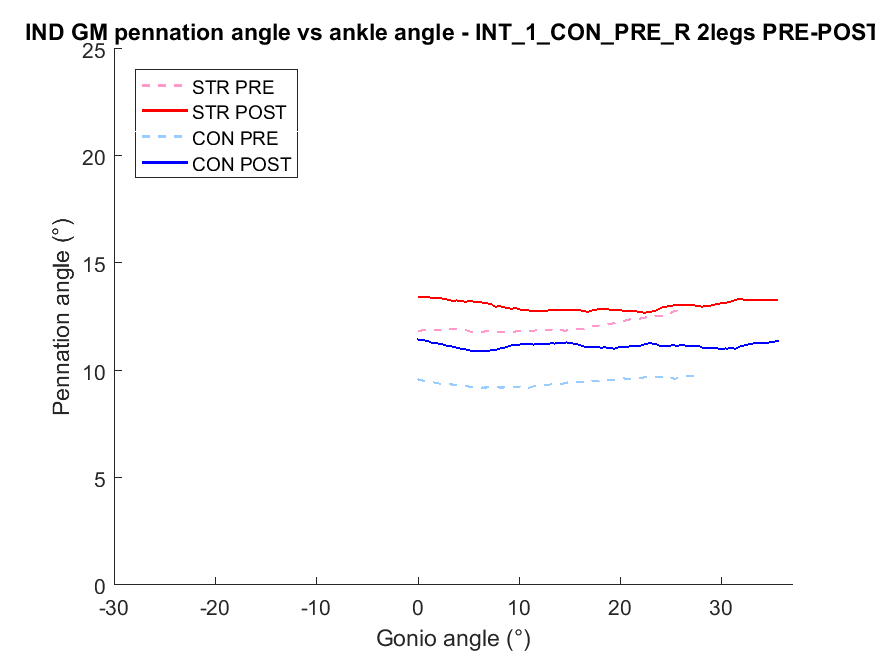 IND GM pennation angle vs ankle angle - INT_1_CON_PRE_R 2legs PRE-POST
25
20
15
10
5
0
Pennation angle (°)
STR PRE
STR POST
CON PRE
CON POST
-30 -20 -10 0 10 20 30
Gonio angle (°)